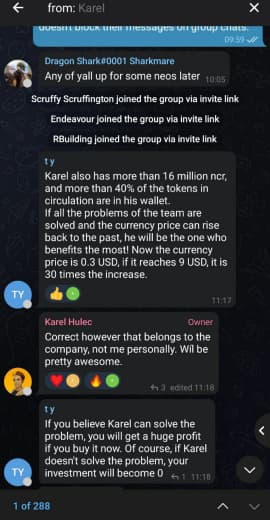 from: Karel
doesn't block their messages on group chats.
09:59
Dragon Shark#0001 Sharkmare
Any of yall up for some neos later 10:05
Scruffy Scruffington joined the group via invite link
Endeavour joined the group via invite link
RBuilding joined the group via invite link
t y
Karel also has more than 16 million ncr,
and more than 40% of the tokens in
circulation are in his wallet.
If all the problems of the team are
solved and the currency price can rise
back to the past, he will be the one who
benefits the most! Now the currency
price is 0.3 USD, if it reaches 9 USD, it is
30 times the increase.
TY
11:17
Karel Hulec Owner
Correct however that belongs to the
company, not me personally. Wíl be
pretty awesome.
3 edited 11:18
t y
If you believe Karel can solve the
problem, you will get a huge profit
if you buy it now. Of course, if Karel
doesn't solve the problem, your
investment will become 0 1 11:18
TY
1 of 288